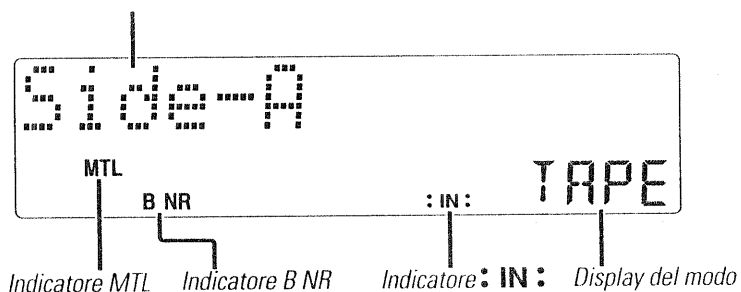 Side-A
MTL
B NR
:IN:
TAPE
Indicatore MTL
Indicatore B NR
Indicatore :IN:
Display del modo